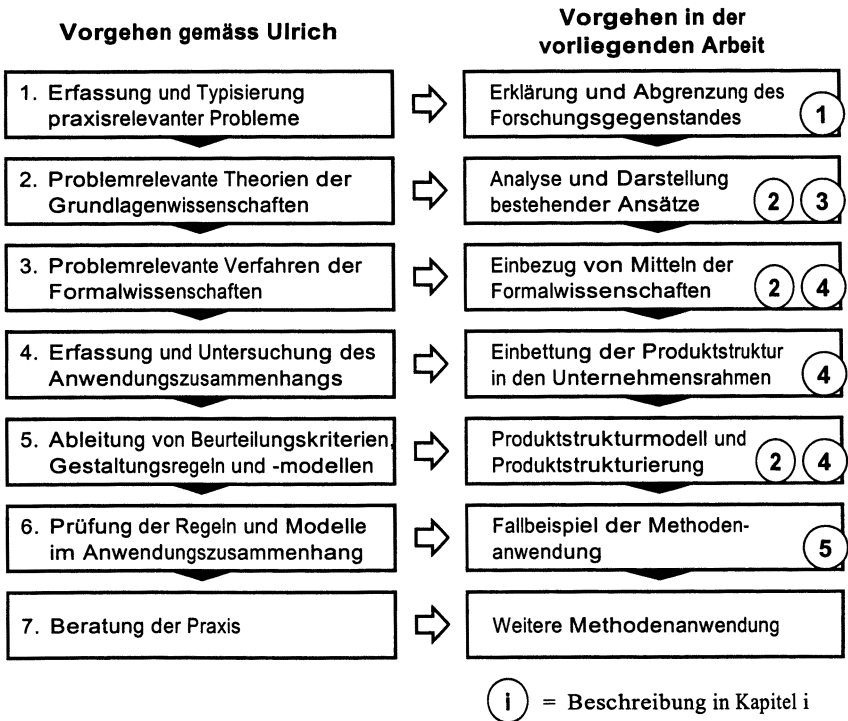 Vorgehen gemäss Ulrich
Vorgehen in der
vorliegenden Arbeit
1. Erfassung und Typisierung
praxisrelevanter Probleme
Erklärung und Abgrenzung des
Forschungsgegenstandes 1
2. Problemrelevante Theorien der
Grundlagenwissenschaften
Analyse und Darstellung
bestehender Ansätze 2 3
3. Problemrelevante Verfahren der
Formalwissenschaften
Einbezug von Mitteln der
Formalwissenschaften 2 4
4. Erfassung und Untersuchung des
Anwendungszusammenhangs
Einbettung der Produktstruktur
in den Unternehmensrahmen 4
5. Ableitung von Beurteilungskriterien,
Gestaltungsregeln und -modellen
Produktstrukturmodell und
Produktstrukturierung 2 4
6. Prüfung der Regeln und Modelle
im Anwendungszusammenhang
Fallbeispiel der Methoden-
anwendung 5
7. Beratung der Praxis
Weitere Methodenanwendung
i = Beschreibung in Kapitel i